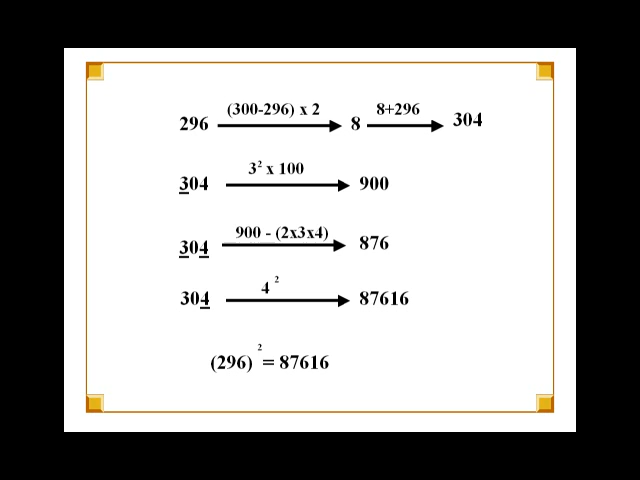 (300-296) x 2 8+296
296 8 304
3² x 100
304 900
900 - (2x3x4)
304 876
4²
304 87616
(296)² = 87616